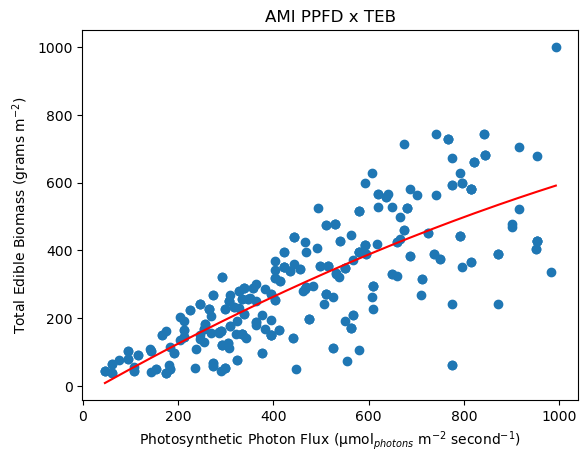 AMI PPFD x TEB
1000
800
600
400
200
0
Total Edible Biomass (grams m⁻²)
0 200 400 600 800 1000
Photosynthetic Photon Flux (μmol_photons m⁻² second⁻¹)